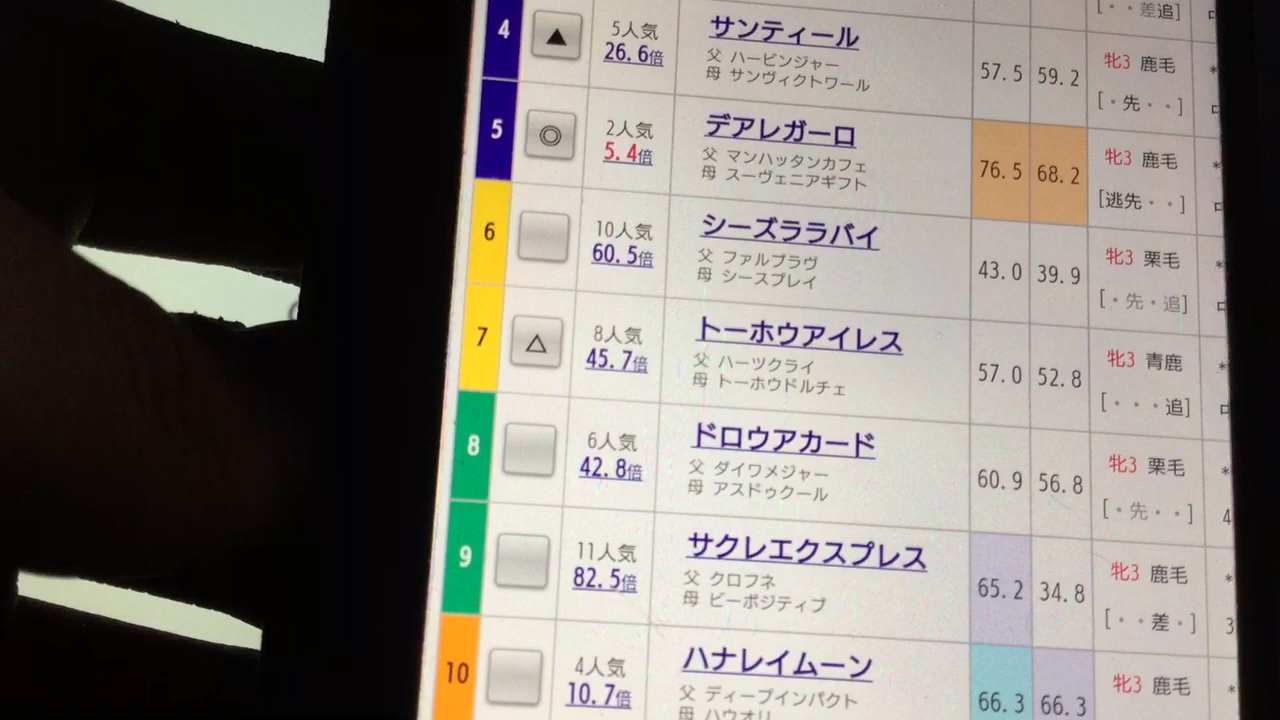 [・・差追]
4 ▲ 5人気 サンティール
26.6倍 父 ハービンジャー 57.5 59.2 牝3 鹿毛
母 サンヴィクトワール [・先・・]
5 ◎ 2人気 デアレガーロ
5.4倍 父 マンハッタンカフェ 76.5 68.2 牝3 鹿毛
母 スーヴェニアギフト [逃先・・]
6 10人気 シーズララバイ
60.5倍 父 ファルブラヴ 43.0 39.9 牝3 栗毛
母 シースプレイ [・先・追]
7 △ 8人気 トーホウアイレス
45.7倍 父 ハーツクライ 57.0 52.8 牝3 青鹿
母 トーホウドルチェ [・・・追]
8 6人気 ドロウアカード
42.8倍 父 ダイワメジャー 60.9 56.8 牝3 栗毛
母 アスドゥクール [・先・・] 4
9 11人気 サクレエクスプレス
82.5倍 父 クロフネ 65.2 34.8 牝3 鹿毛
母 ビーポジティブ [・・差・] 3
10 4人気 ハナレイムーン
10.7倍 父 ディープインパクト 66.3 66.3 牝3 鹿毛
母 ハウオリ